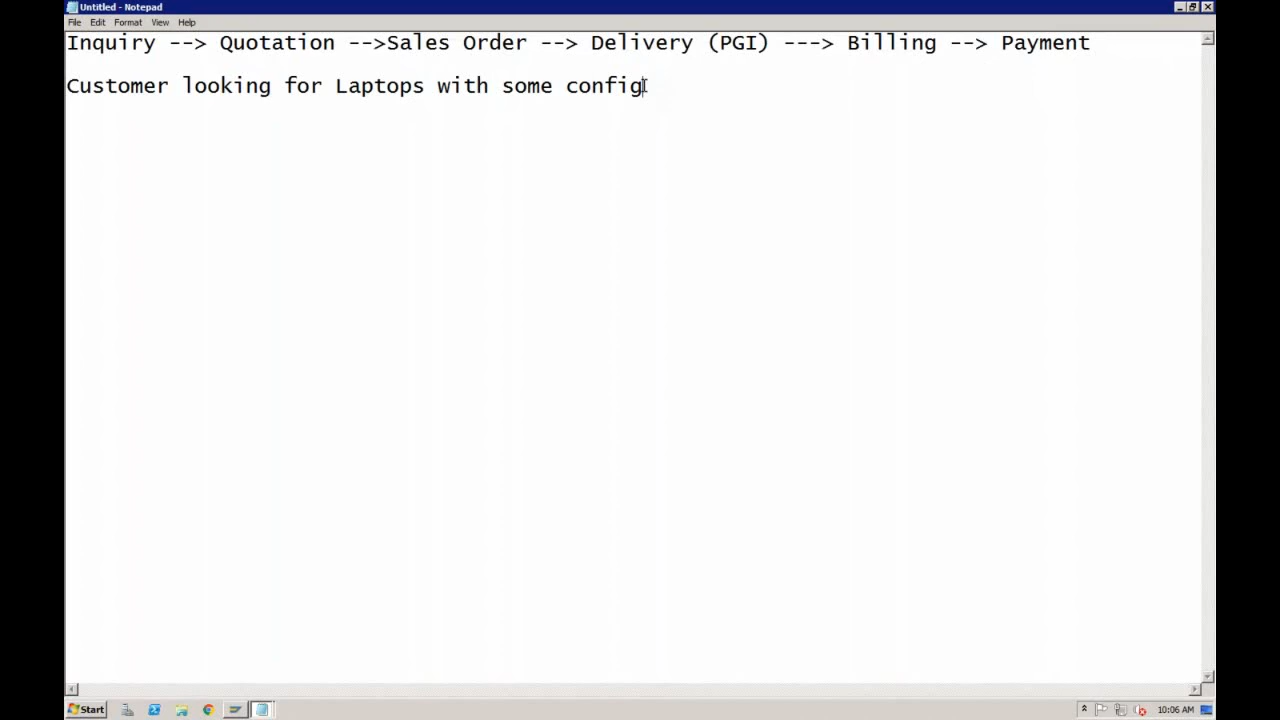 Untitled - Notepad
File Edit Format View Help
Inquiry --> Quotation -->Sales Order --> Delivery (PGI) ---> Billing --> Payment
Customer looking for Laptops with some config
Start
10:06 AM